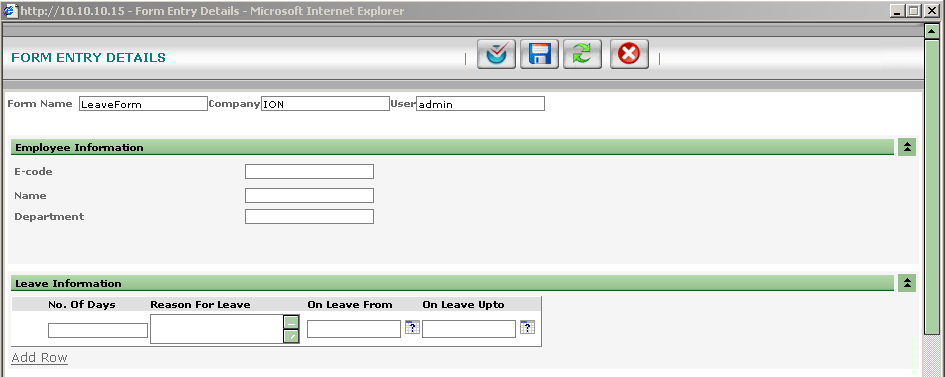 http://10.10.10.15 - Form Entry Details - Microsoft Internet Explorer
FORM ENTRY DETAILS
Form Name LeaveForm Company ION User admin
Employee Information
E-code
Name
Department
Leave Information
No. Of Days Reason For Leave On Leave From On Leave Upto
Add Row